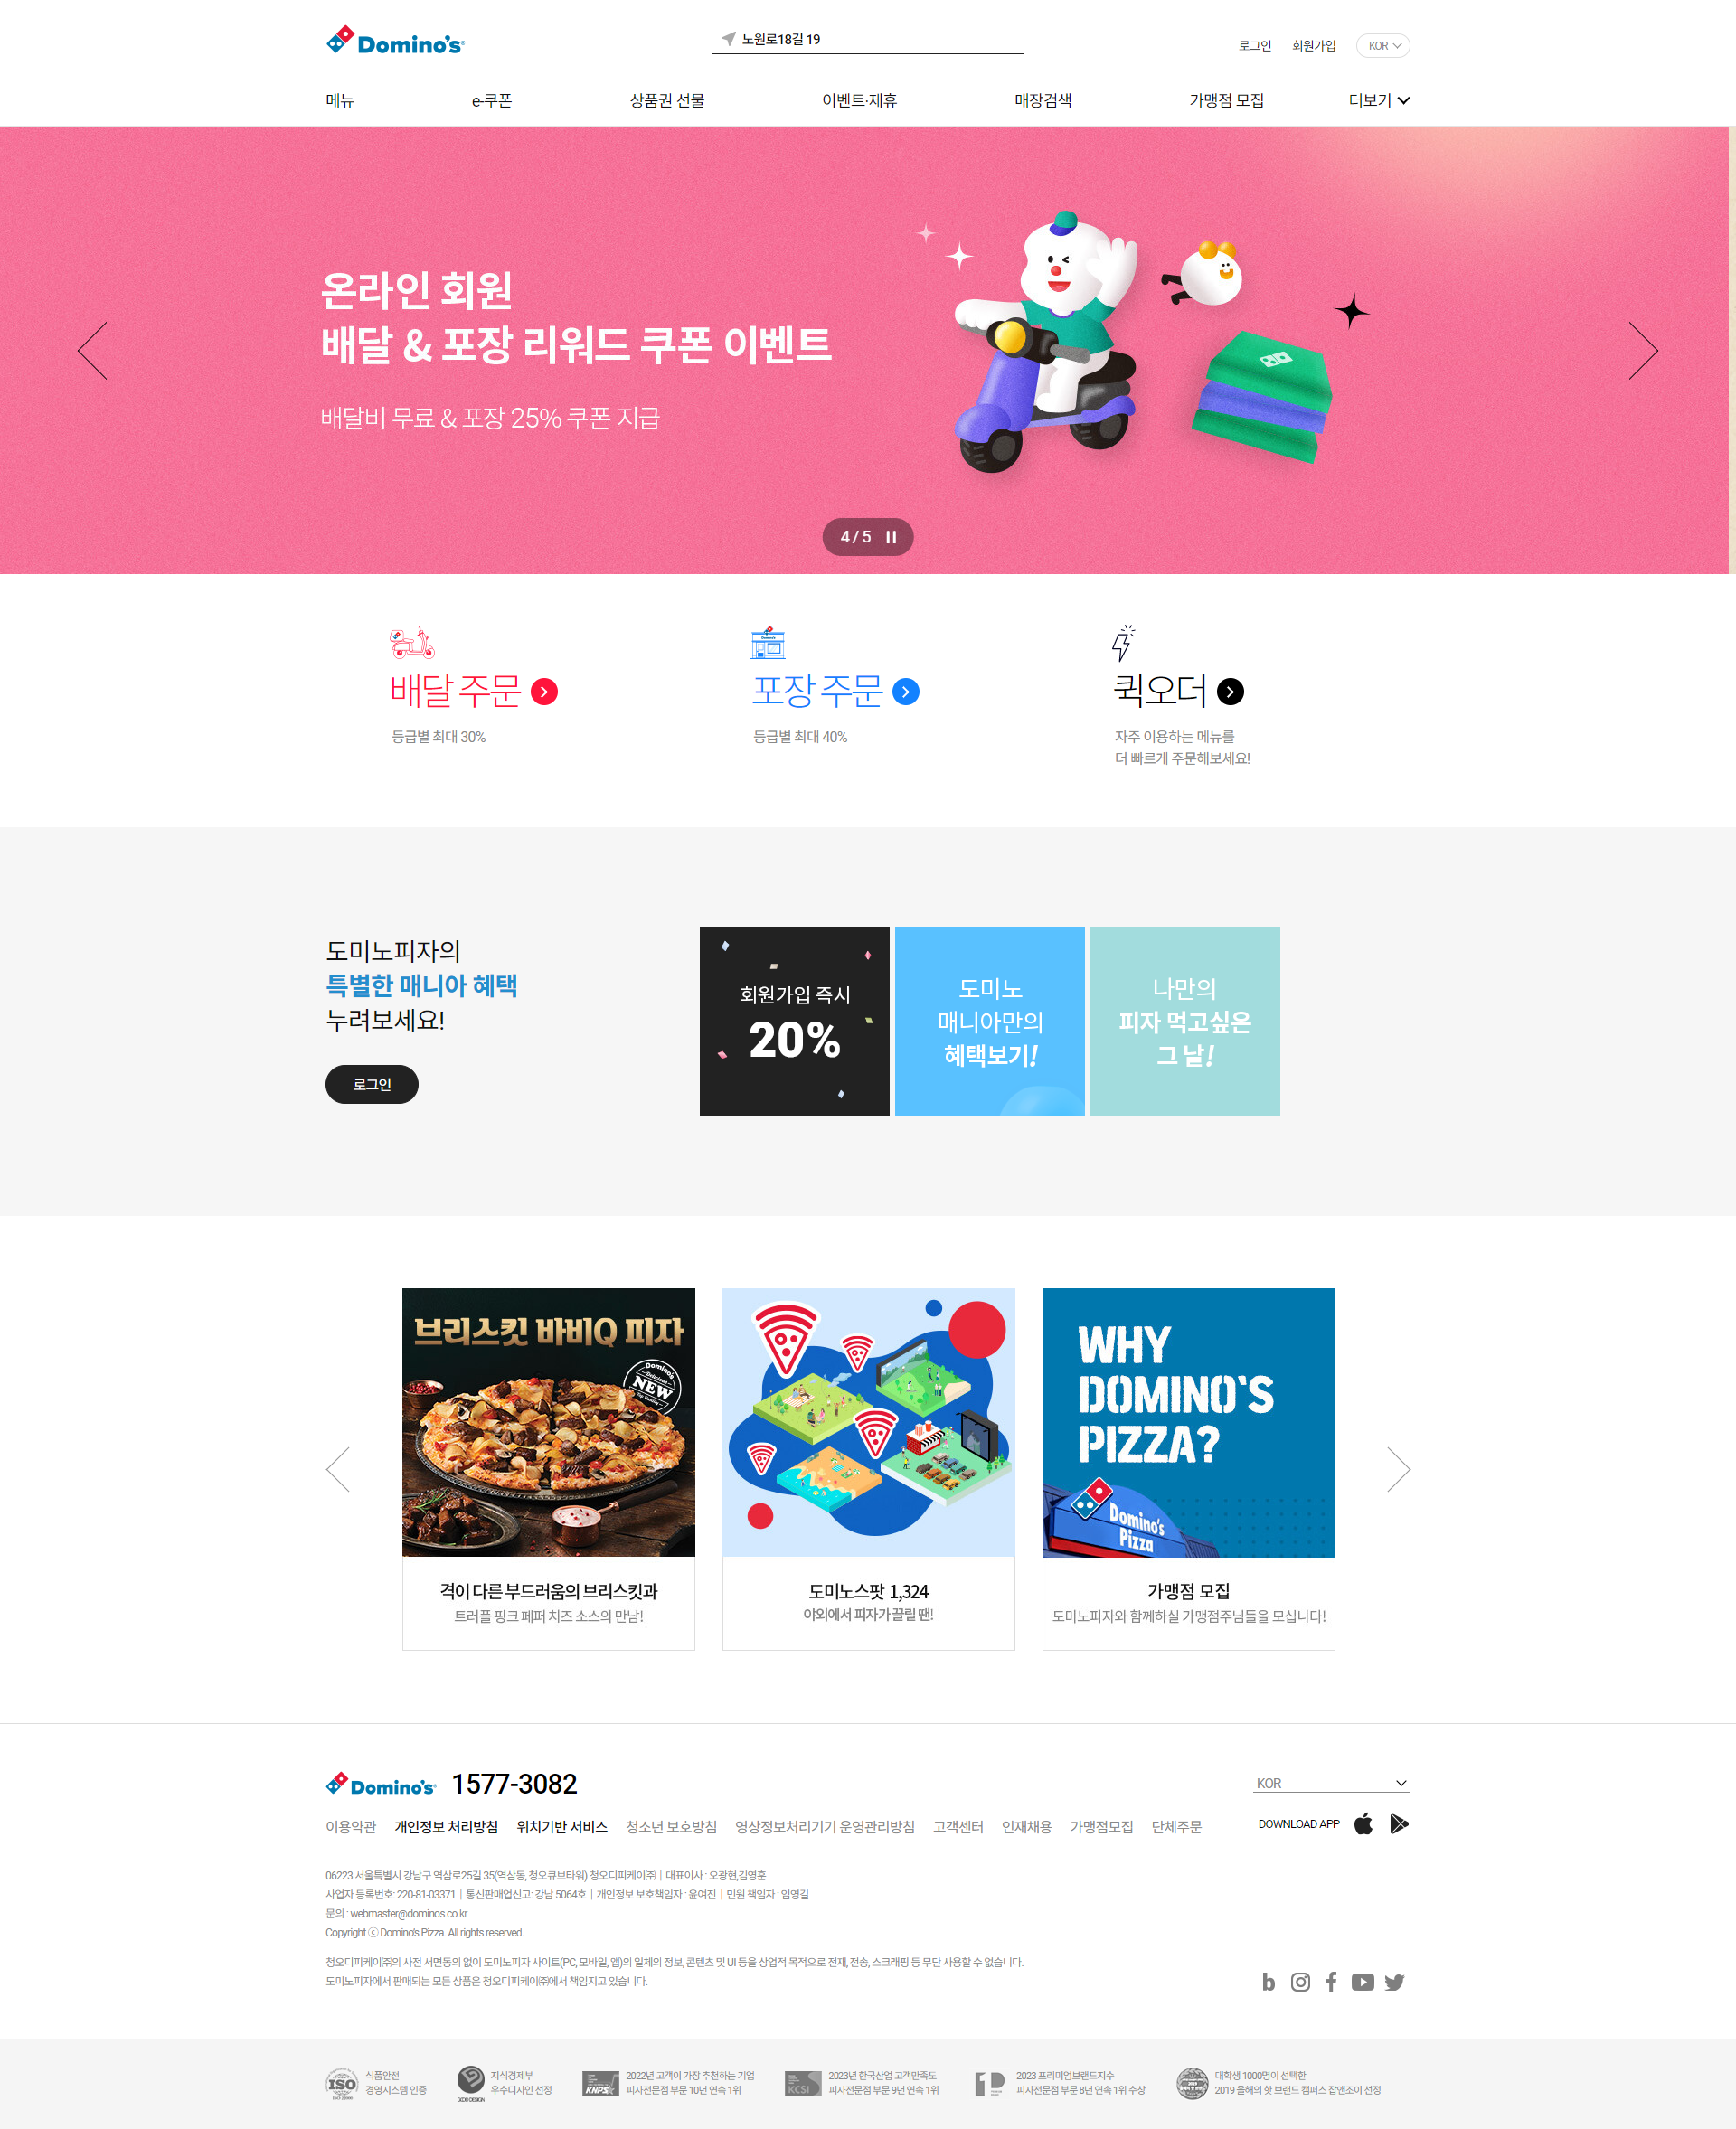 Domino's
노원로18길 19
로그인
회원가입
KOR
메뉴
e-쿠폰
상품권 선물
이벤트·제휴
매장검색
가맹점 모집
더보기
온라인 회원
배달 & 포장 리워드 쿠폰 이벤트
배달비 무료 & 포장 25% 쿠폰 지급
4 / 5
배달 주문
등급별 최대 30%
포장 주문
등급별 최대 40%
퀵오더
자주 이용하는 메뉴를
더 빠르게 주문해보세요!
도미노피자의
특별한 매니아 혜택
누려보세요!
로그인
회원가입 즉시
20%
도미노
매니아만의
혜택보기!
나만의
피자 먹고싶은
그 날!
브리스킷 바비Q 피자
Domino's
Delicious
NEW
격이 다른 부드러움의 브리스킷과
트러플 핑크 페퍼 치즈 소스의 만남!
도미노스팟 1,324
야외에서 피자가 끌릴 땐!
WHY
DOMINO'S
PIZZA?
Domino's
Pizza
가맹점 모집
도미노피자와 함께하실 가맹점주님들을 모십니다!
Domino's
1577-3082
KOR
이용약관
개인정보 처리방침
위치기반 서비스
청소년 보호방침
영상정보처리기기 운영관리방침
고객센터
인재채용
가맹점모집
단체주문
DOWNLOAD APP
06223 서울특별시 강남구 역삼로25길 35(역삼동, 청오큐브타워) 청오디피케이㈜ | 대표이사 : 오광현,김영훈
사업자 등록번호: 220-81-03371 | 통신판매업신고: 강남 5064호 | 개인정보 보호책임자 : 윤여진 | 민원 책임자 : 임영길
문의 : webmaster@dominos.co.kr
Copyright ⓒ Domino's Pizza. All rights reserved.
청오디피케이㈜의 사전 서면동의 없이 도미노피자 사이트(PC, 모바일, 앱)의 일체의 정보, 콘텐츠 및 UI 등을 상업적 목적으로 전재, 전송, 스크래핑 등 무단 사용할 수 없습니다.
도미노피자에서 판매되는 모든 상품은 청오디피케이㈜에서 책임지고 있습니다.
ISO
식품안전
경영시스템 인증
GOOD DESIGN
지식경제부
우수디자인 선정
KNPS
2022년 고객이 가장 추천하는 기업
피자전문점 부문 10년 연속 1위
KCSI
2023년 한국산업 고객만족도
피자전문점 부문 9년 연속 1위
2023 프리미엄브랜드지수
피자전문점 부문 8년 연속 1위 수상
대학생 1000명이 선택한
2019 올해의 핫 브랜드 캠퍼스 잡앤조이 선정